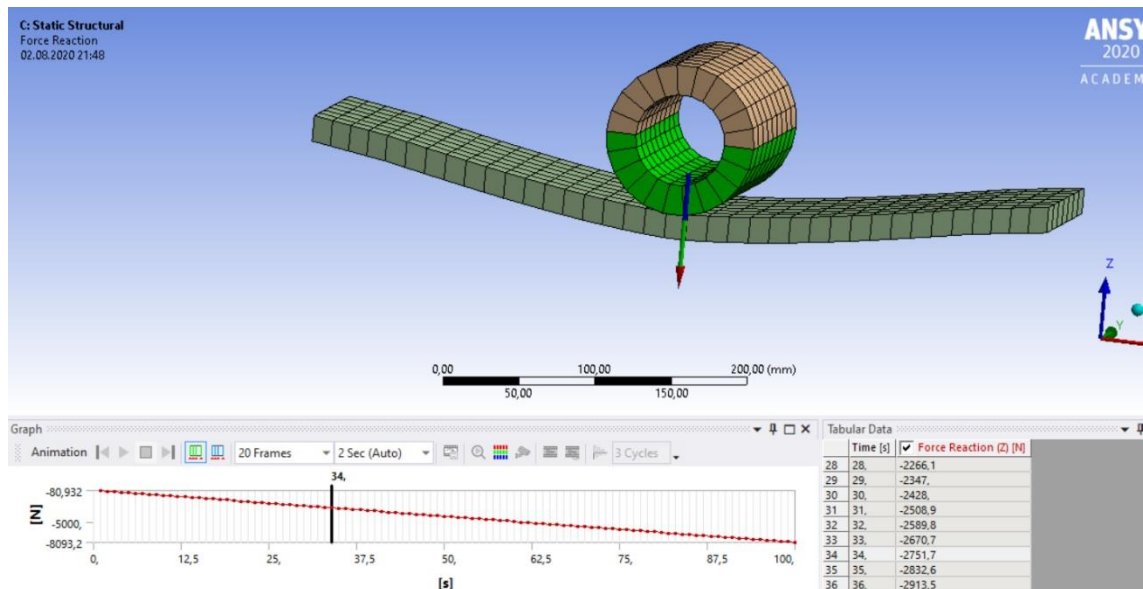 C: Static Structural
Force Reaction
02.08.2020 21:48
ANSY
2020
ACADEM
Z
Y
0,00 100,00 200,00 (mm)
50,00 150,00
Graph
Animation 20 Frames 2 Sec (Auto) 3 Cycles
34,
-80,932
-5000,
-8093,2
[N]
0, 12,5 25, 37,5 50, 62,5 75, 87,5 100,
[s]
Tabular Data
Time [s] Force Reaction (Z) [N]
28 28, -2266,1
29 29, -2347,
30 30, -2428,
31 31, -2508,9
32 32, -2589,8
33 33, -2670,7
34 34, -2751,7
35 35, -2832,6
36 36, -2913,5